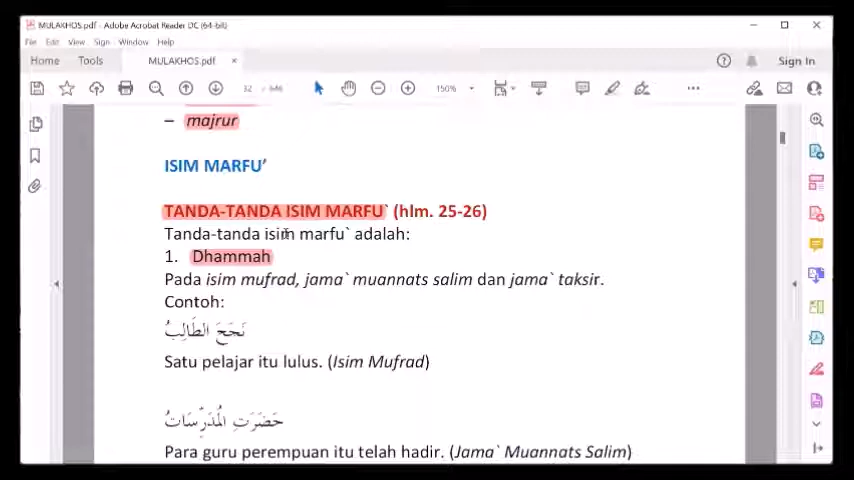 MULAKHOS.pdf - Adobe Acrobat Reader DC (64-bit)
File Edit View Sign Window Help
Home Tools MULAKHOS.pdf × Sign In
32 / 646 150%
– majrur
ISIM MARFU’
TANDA-TANDA ISIM MARFU` (hlm. 25-26)
Tanda-tanda isim marfu` adalah:
1. Dhammah
Pada isim mufrad, jama` muannats salim dan jama` taksir.
Contoh:
نَجَحَ الطَّالِبُ
Satu pelajar itu lulus. (Isim Mufrad)
حَضَرَتِ الْمُدَرِّسَاتُ
Para guru perempuan itu telah hadir. (Jama` Muannats Salim)